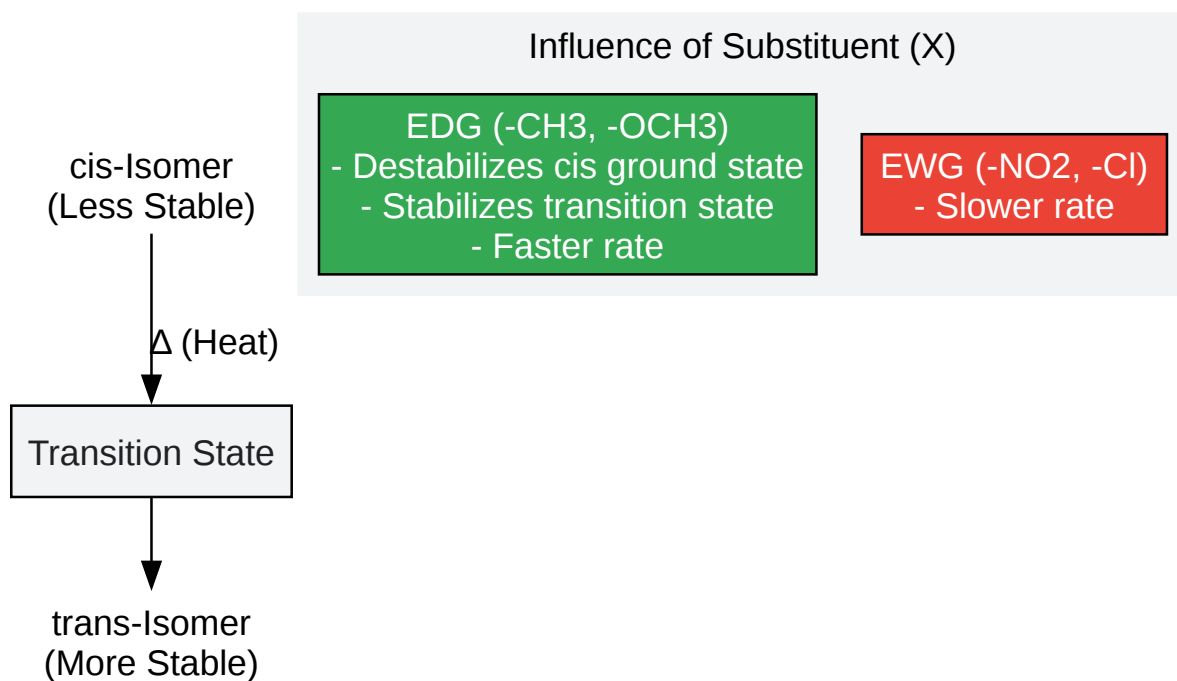 Influence of Substituent (X)
EDG (-CH3, -OCH3)
- Destabilizes cis ground state
- Stabilizes transition state
- Faster rate
EWG (-NO2, -Cl)
- Slower rate
cis-Isomer
(Less Stable)
Δ (Heat)
Transition State
trans-Isomer
(More Stable)